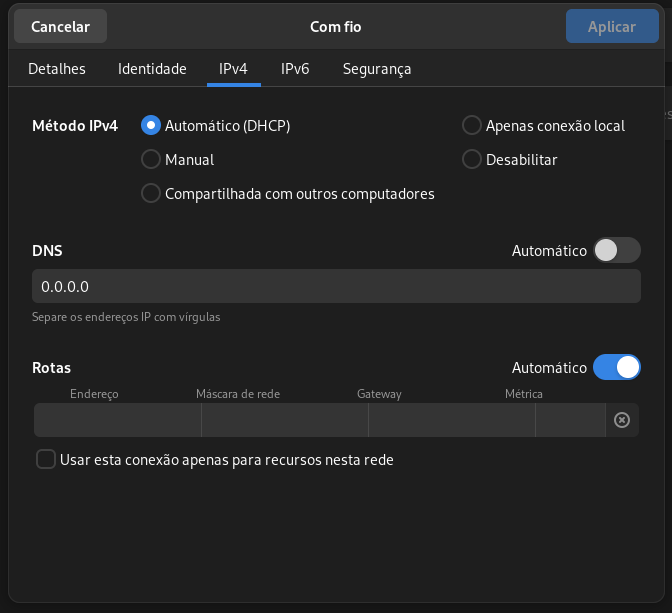 Cancelar Com fio Aplicar
Detalhes Identidade IPv4 IPv6 Segurança
Método IPv4 Automático (DHCP) Apenas conexão local
Manual Desabilitar
Compartilhada com outros computadores
DNS Automático
0.0.0.0
Separe os endereços IP com vírgulas
Rotas Automático
Endereço Máscara de rede Gateway Métrica
Usar esta conexão apenas para recursos nesta rede